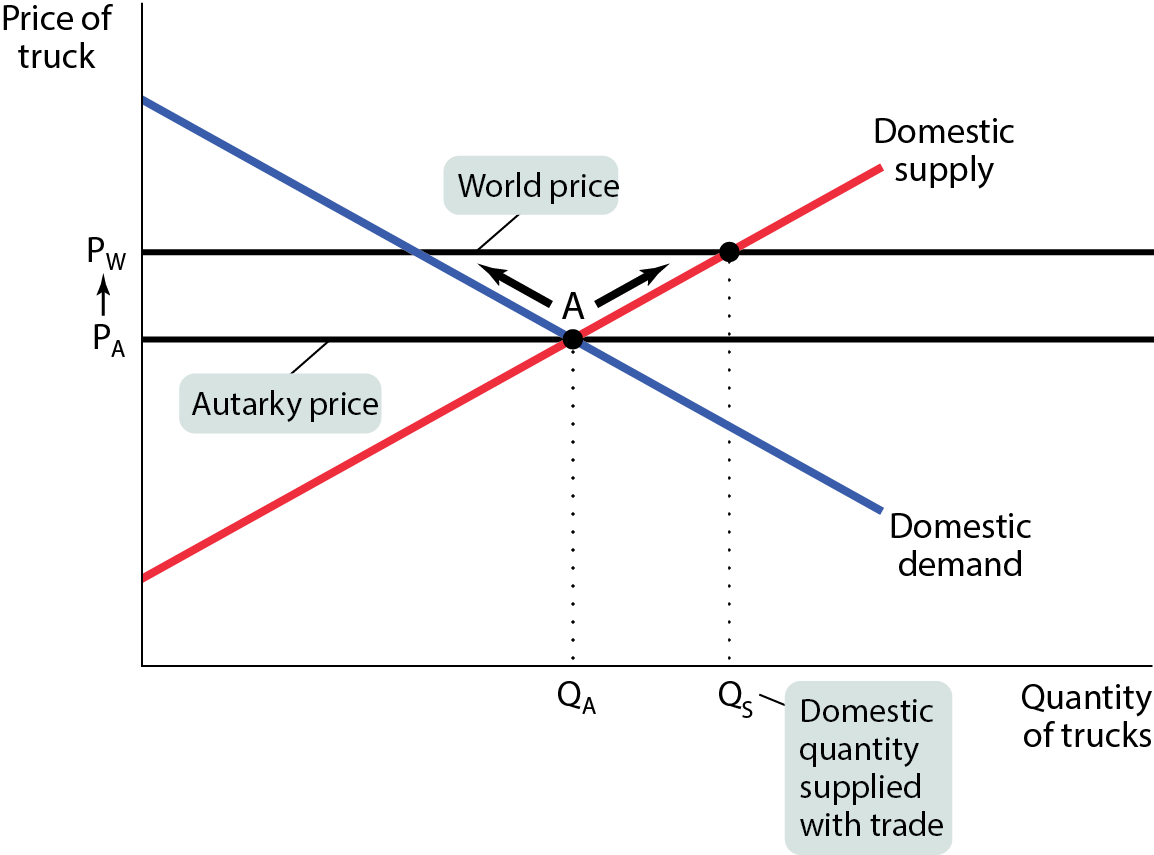 Price of
truck
Domestic
supply
World price
P_W
A
P_A
Autarky price
Domestic
demand
Q_A
Q_S
Quantity
of trucks
Domestic
quantity
supplied
with trade